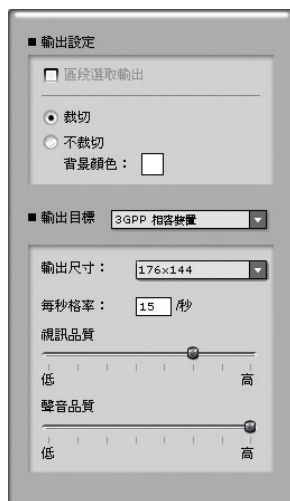 ■ 輸出設定
區段選取輸出
裁切
不裁切
背景顏色：
■ 輸出目標 3GPP 相容裝置
輸出尺寸： 176×144
每秒格率： 15 /秒
視訊品質
低 高
聲音品質
低 高